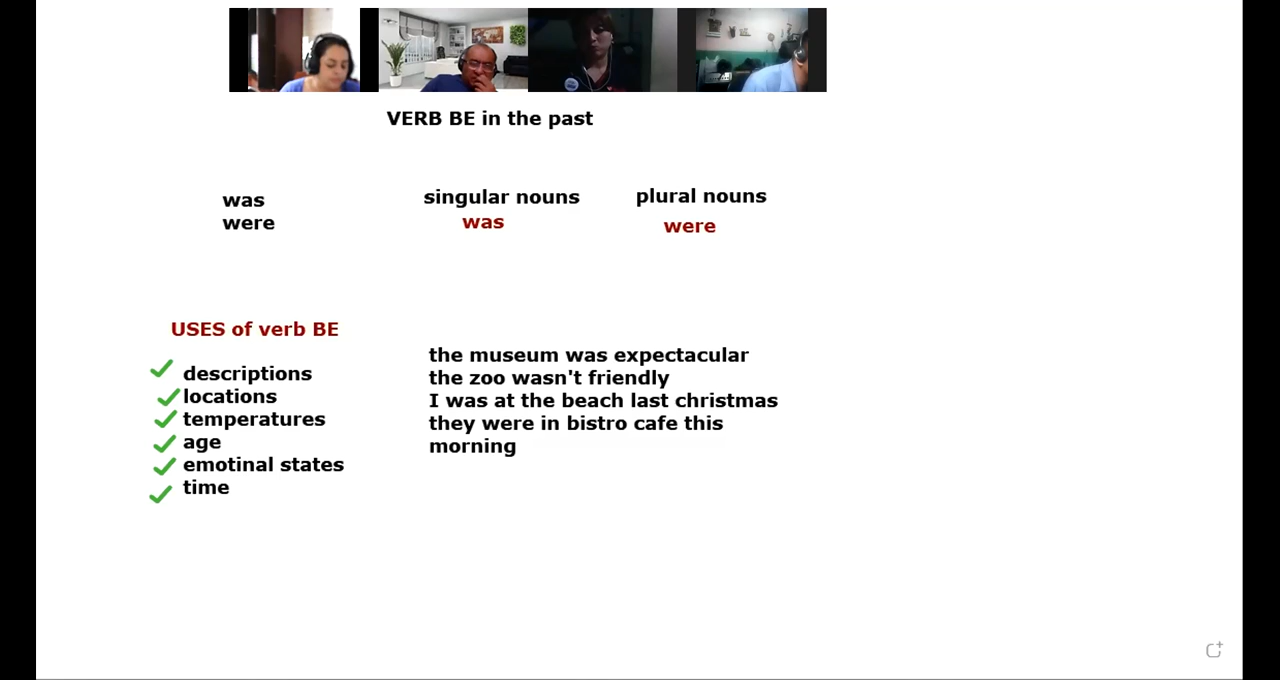 VERB BE in the past
was
were
singular nouns
was
plural nouns
were
USES of verb BE
descriptions
locations
temperatures
age
emotinal states
time
the museum was expectacular
the zoo wasn't friendly
I was at the beach last christmas
they were in bistro cafe this
morning